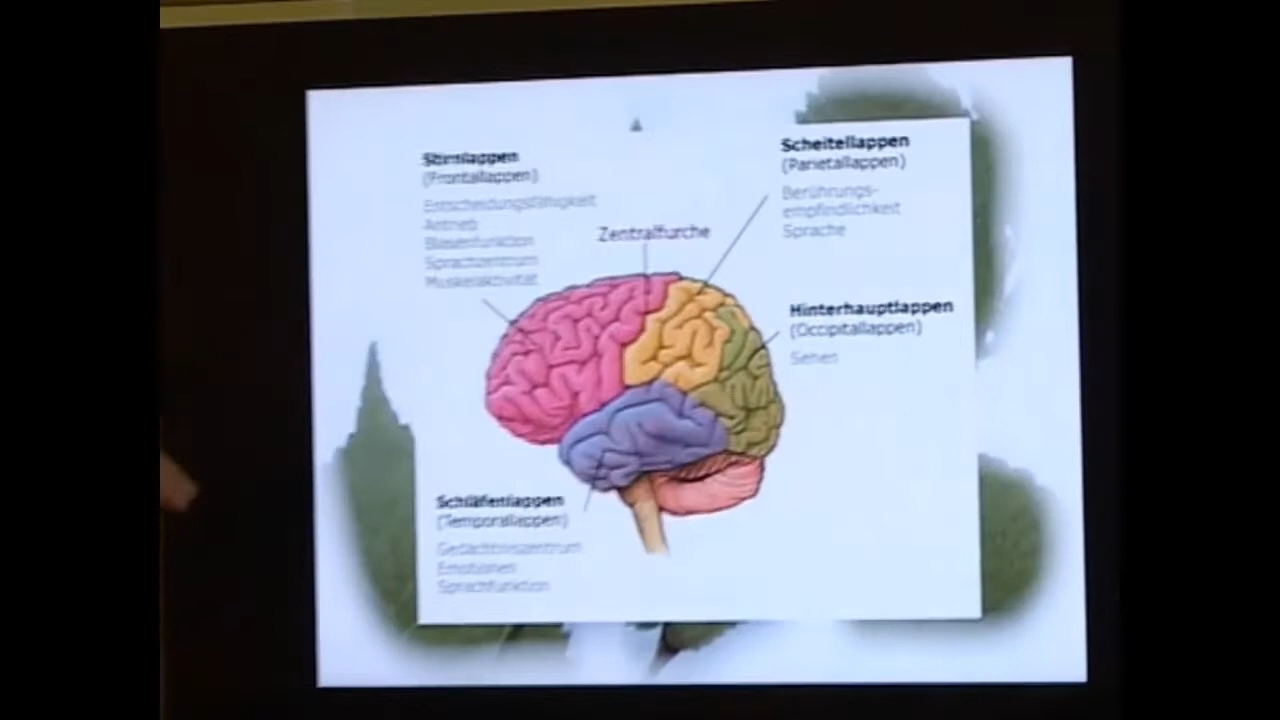 Stirnlappen
(Frontallappen)
Entscheidungsfähigkeit
Antrieb
Blasenfunktion
Sprachzentrum
Muskelaktivität
Zentralfurche
Scheitellappen
(Parietallappen)
Berührungs-
empfindlichkeit
Sprache
Hinterhauptlappen
(Occipitallappen)
Sehen
Schläfenlappen
(Temporallappen)
Gedächtniszentrum
Emotionen
Sprachfunktion